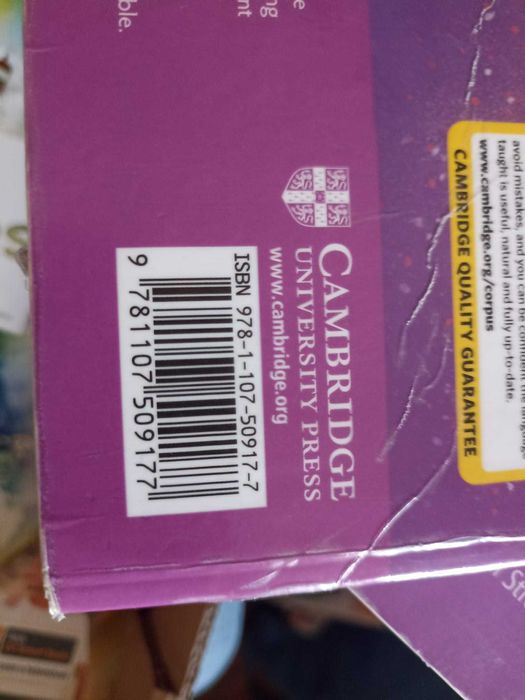 avoid mistakes, and you can be confident the language
taught is useful, natural and fully up-to-date.
www.cambridge.org/corpus
CAMBRIDGE QUALITY GUARANTEE
CAMBRIDGE
UNIVERSITY PRESS
www.cambridge.org
ISBN 978-1-107-50917-7
9 781107 509177